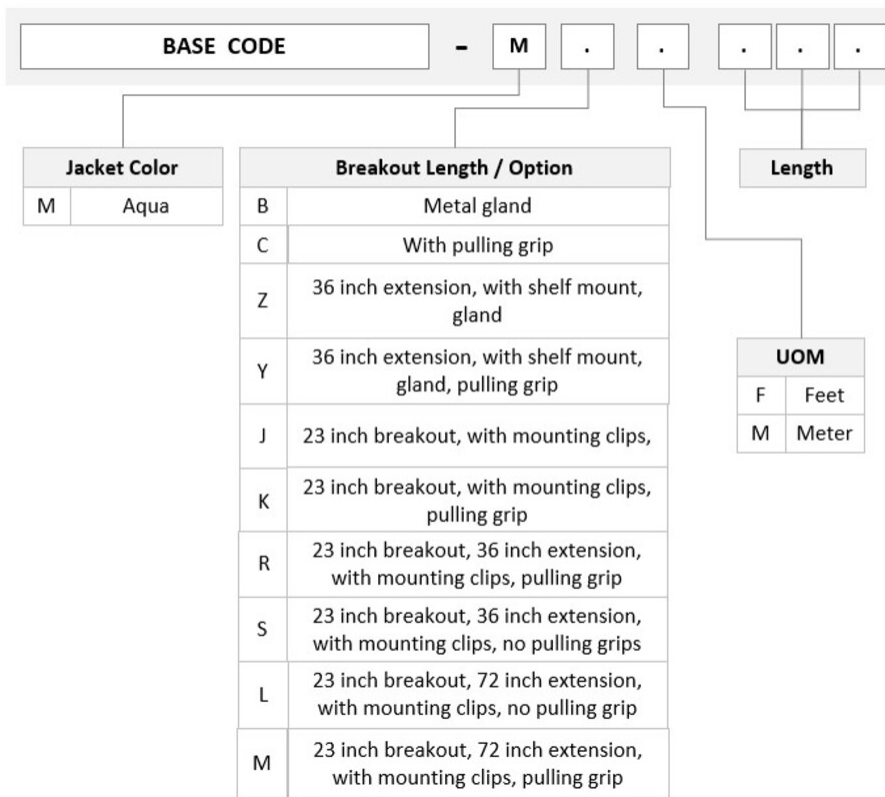 BASE CODE - M . . . . .
Jacket Color
M Aqua
Breakout Length / Option
B Metal gland
C With pulling grip
Z 36 inch extension, with shelf mount,
gland
Y 36 inch extension, with shelf mount,
gland, pulling grip
J 23 inch breakout, with mounting clips,
K 23 inch breakout, with mounting clips,
pulling grip
R 23 inch breakout, 36 inch extension,
with mounting clips, pulling grip
S 23 inch breakout, 36 inch extension,
with mounting clips, no pulling grips
L 23 inch breakout, 72 inch extension,
with mounting clips, no pulling grip
M 23 inch breakout, 72 inch extension,
with mounting clips, pulling grip
Length
UOM
F Feet
M Meter